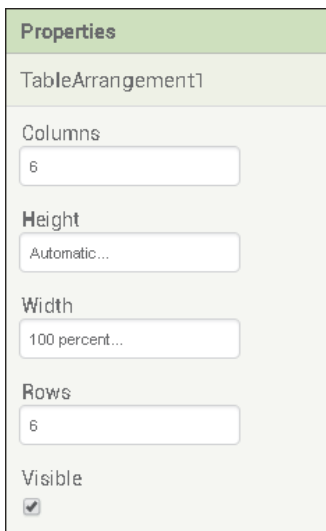 Properties
TableArrangement1
Columns
6
Height
Automatic...
Width
100 percent...
Rows
6
Visible